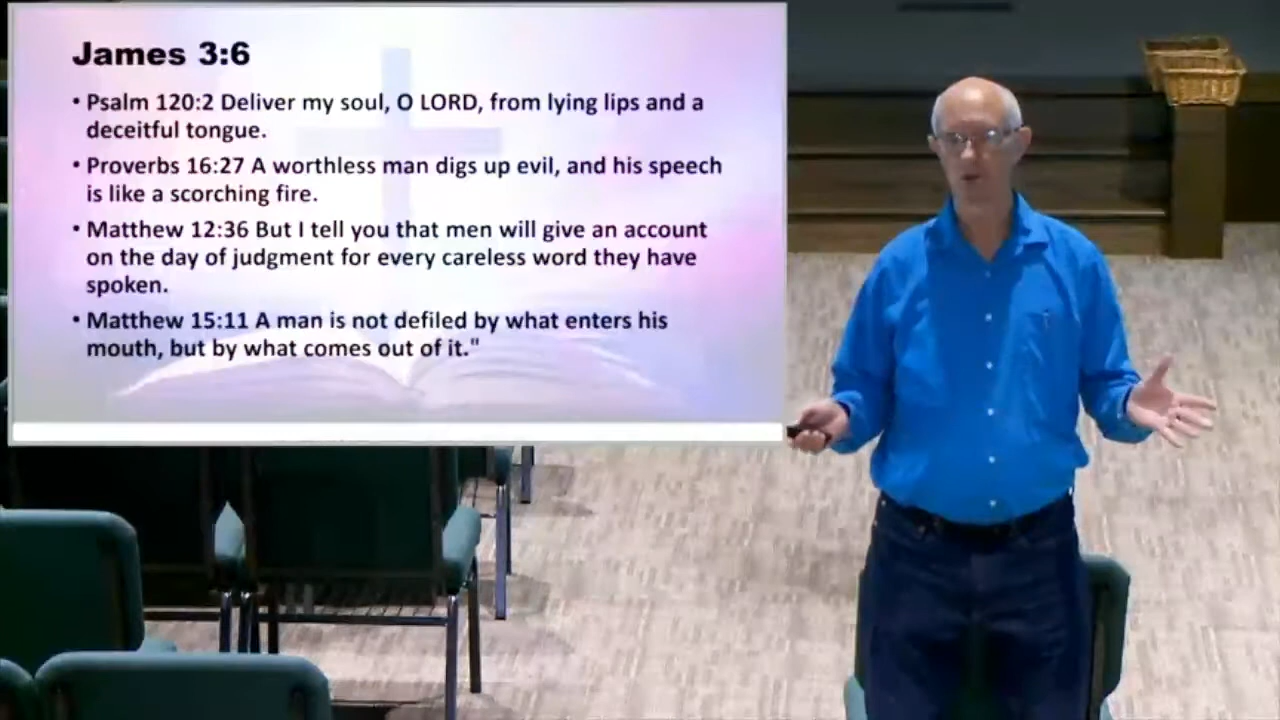 James 3:6
• Psalm 120:2 Deliver my soul, O LORD, from lying lips and a
deceitful tongue.
• Proverbs 16:27 A worthless man digs up evil, and his speech
is like a scorching fire.
• Matthew 12:36 But I tell you that men will give an account
on the day of judgment for every careless word they have
spoken.
• Matthew 15:11 A man is not defiled by what enters his
mouth, but by what comes out of it."